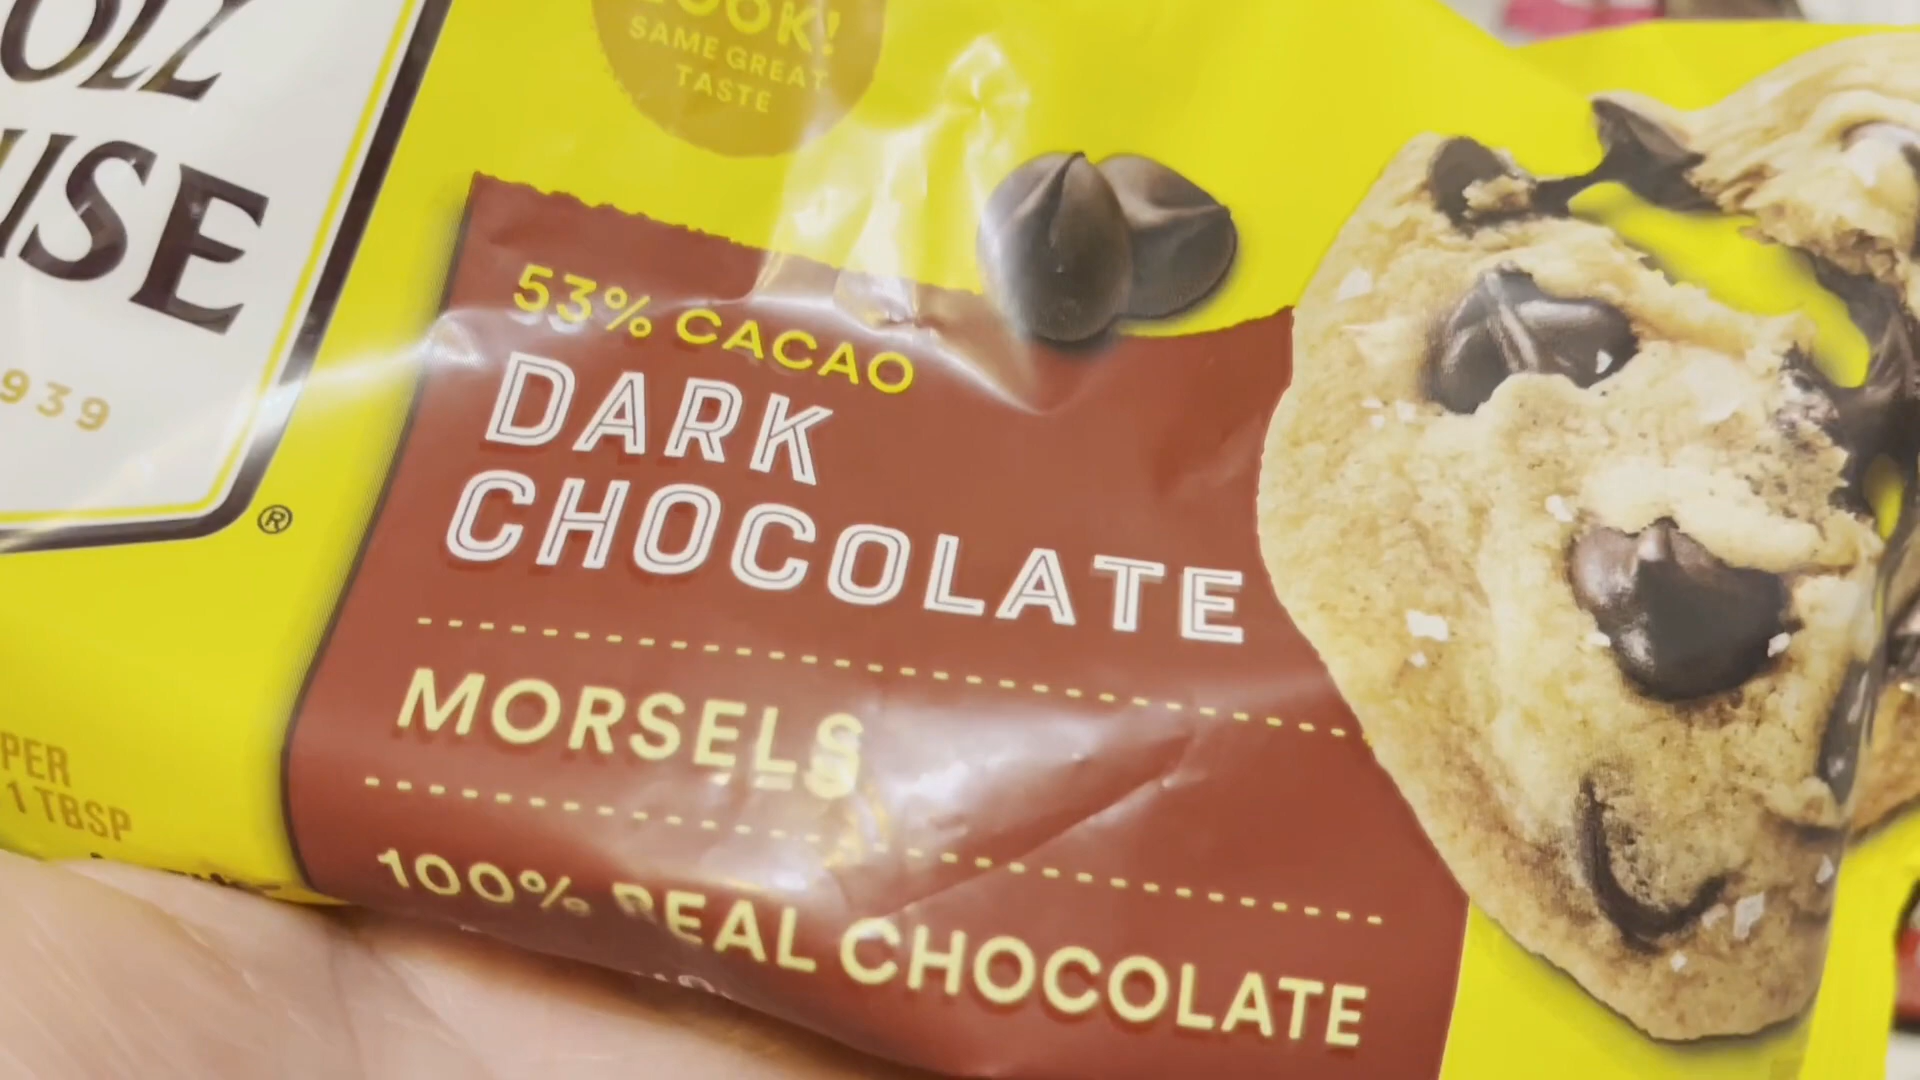 OLL
USE
939
®
LOOK!
SAME GREAT
TASTE
53% CACAO
DARK
CHOCOLATE
MORSELS
100% REAL CHOCOLATE
PER
1 TBSP